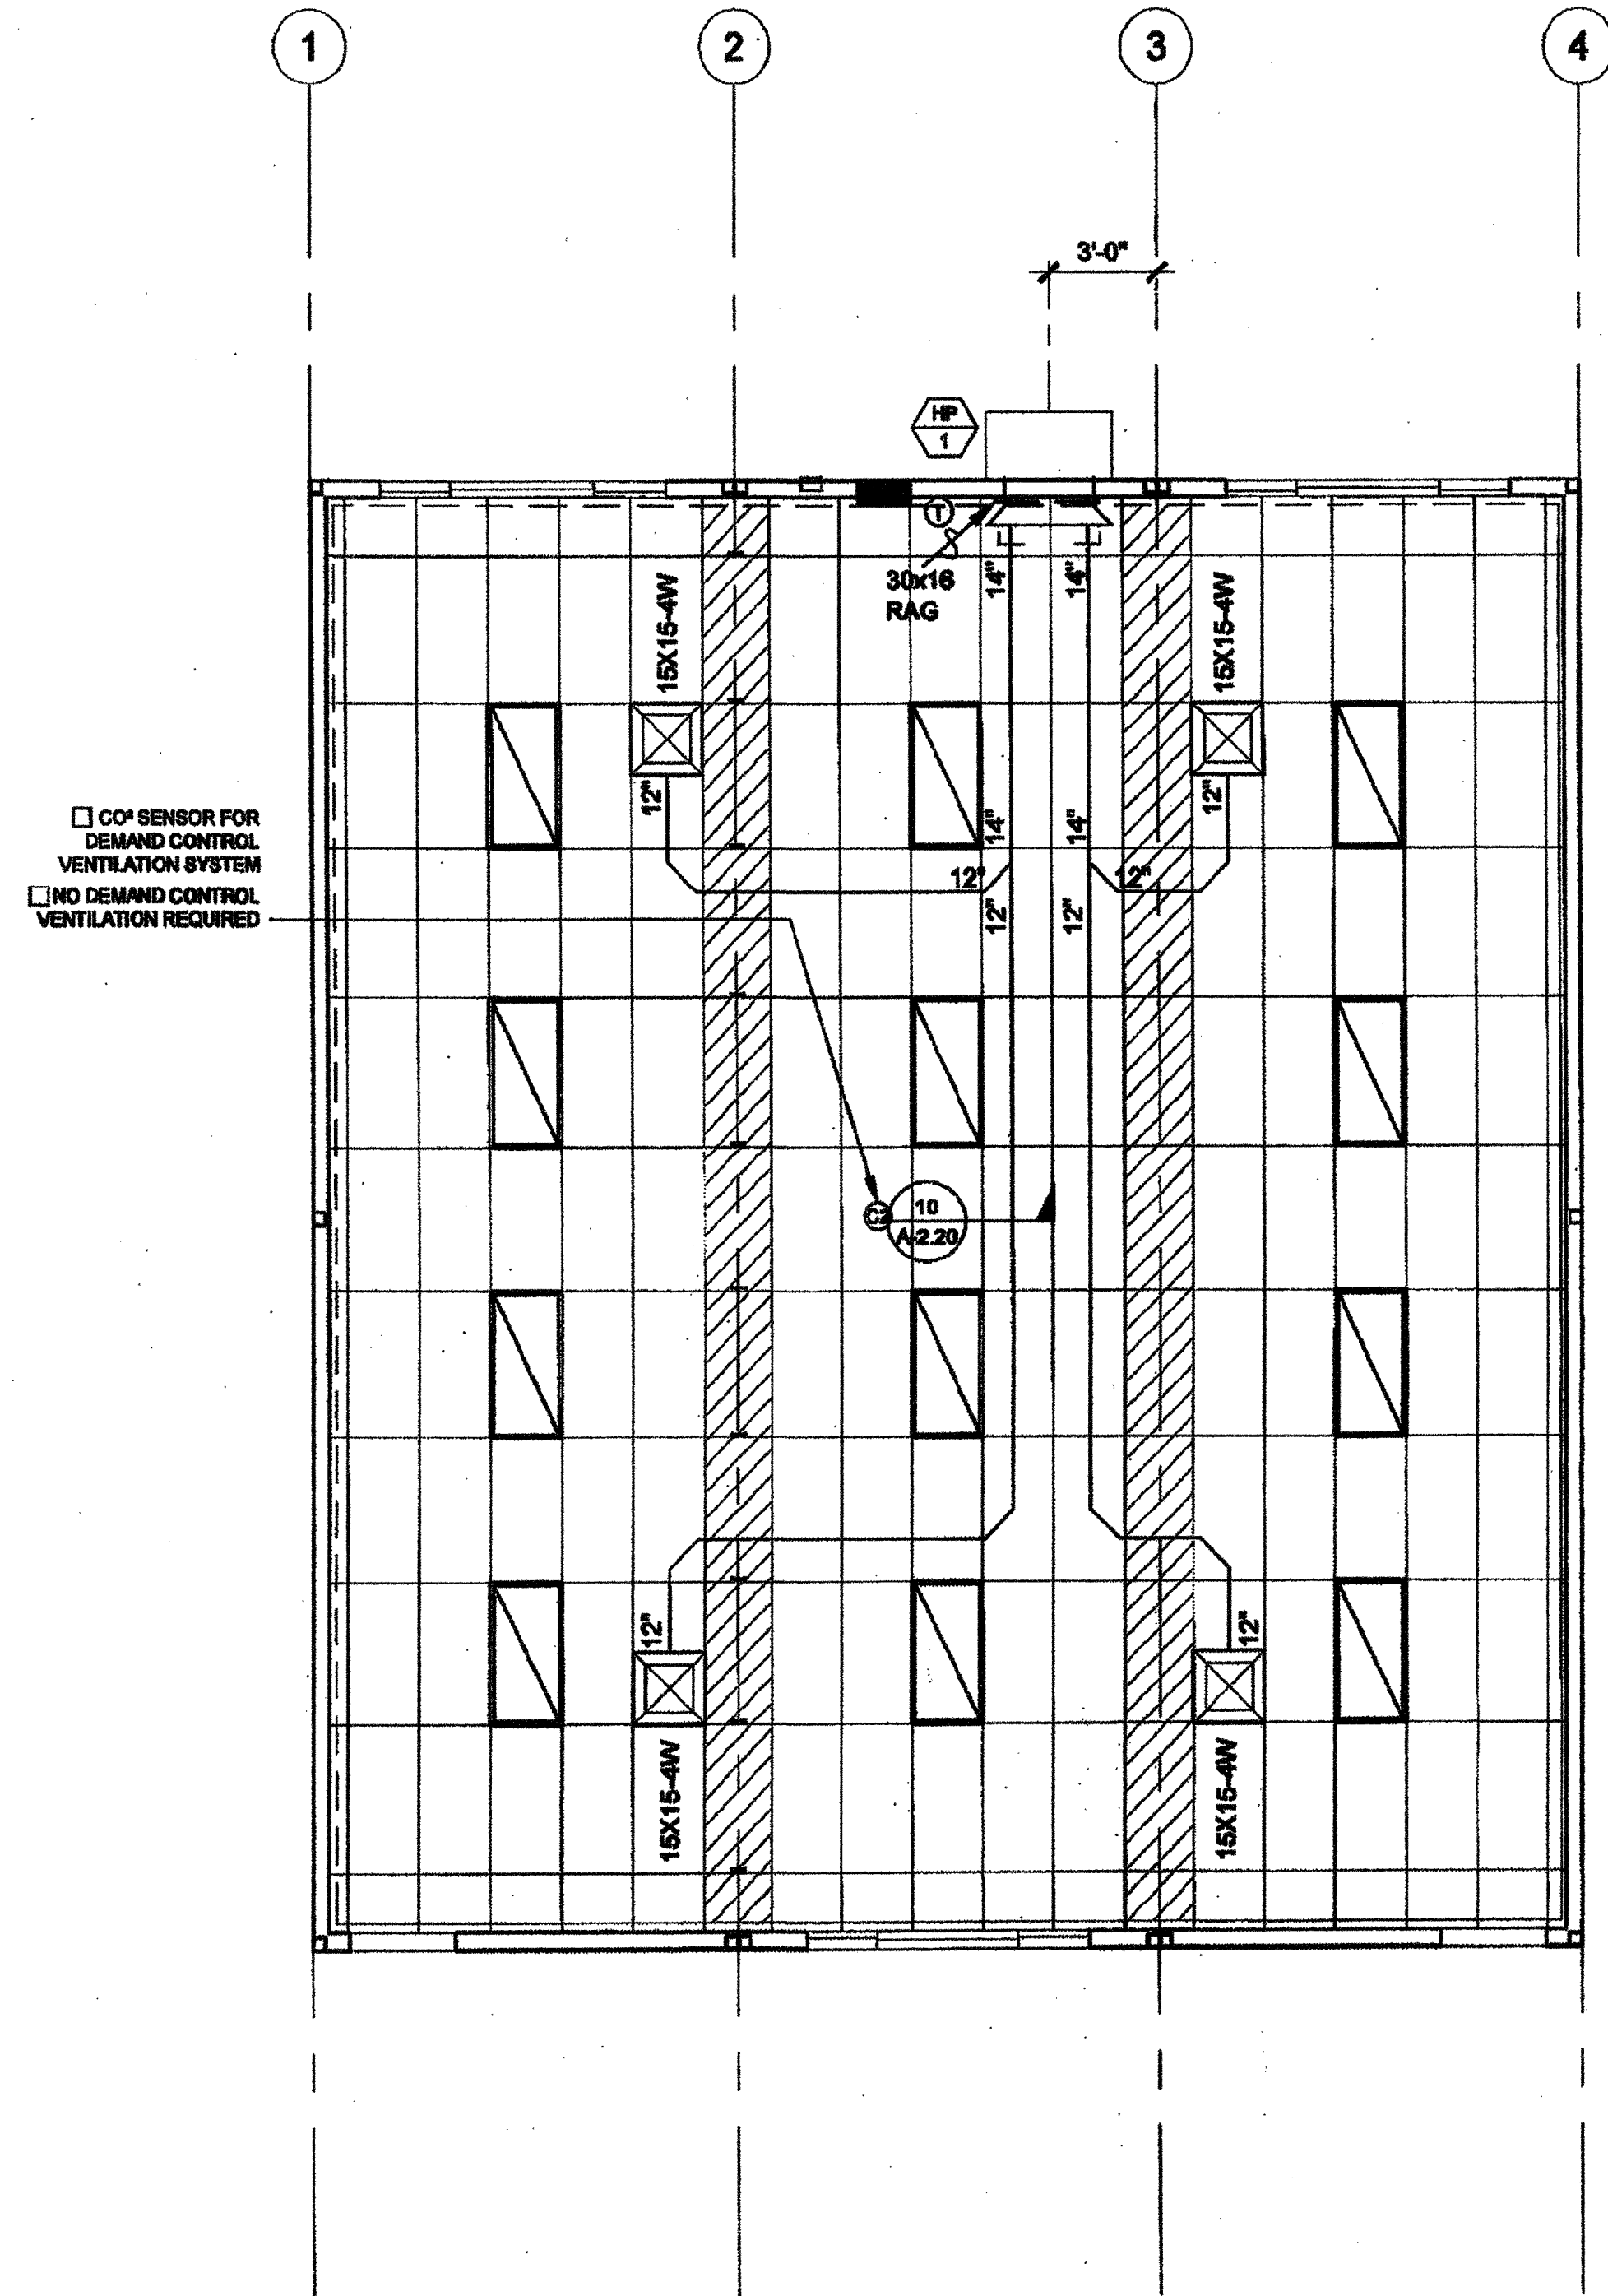 1
2
3
4
3'-0"
HP
1
T
30x16
RAG
14"
14"
15X15-4W
15X15-4W
12"
12"
14"
14"
12"
12"
12"
12"
☐ CO² SENSOR FOR
DEMAND CONTROL
VENTILATION SYSTEM
☐ NO DEMAND CONTROL
VENTILATION REQUIRED
10
A-2.20
12"
12"
15X15-4W
15X15-4W